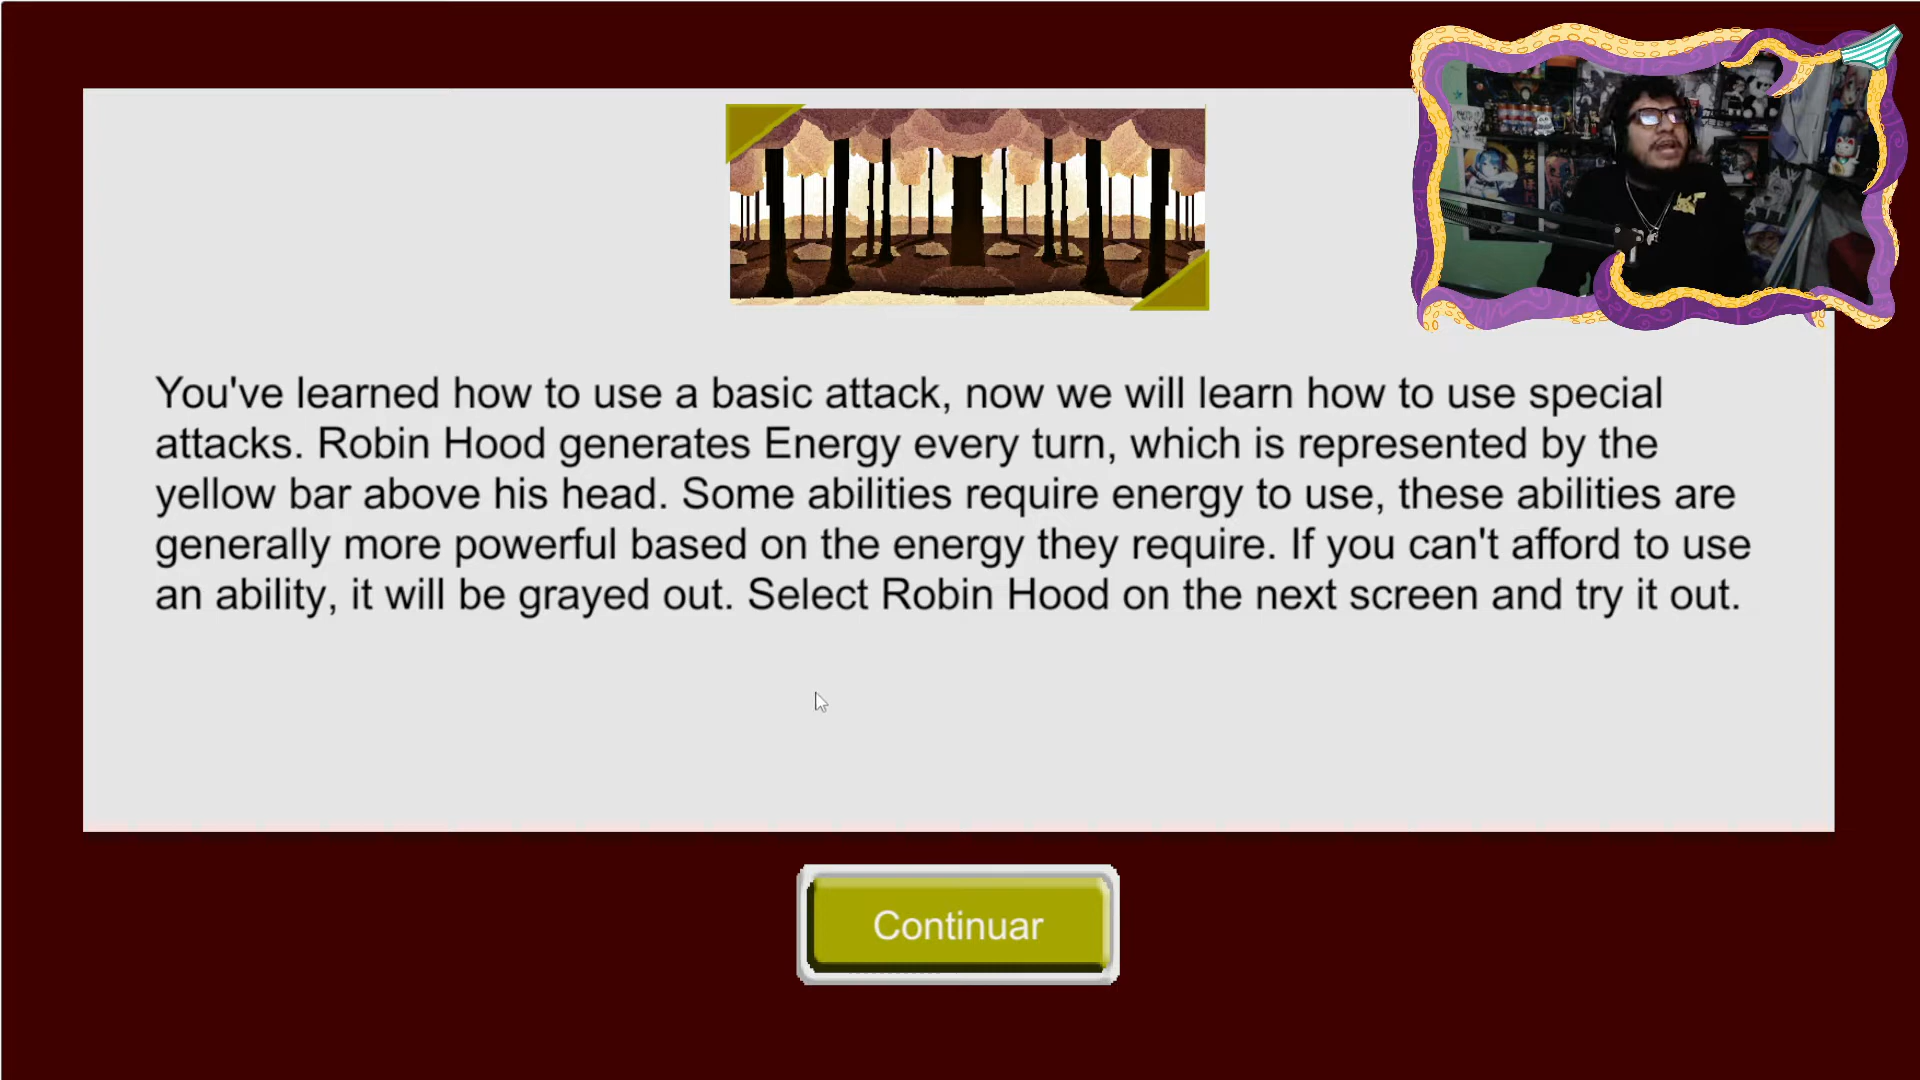 You've learned how to use a basic attack, now we will learn how to use special
attacks. Robin Hood generates Energy every turn, which is represented by the
yellow bar above his head. Some abilities require energy to use, these abilities are
generally more powerful based on the energy they require. If you can't afford to use
an ability, it will be grayed out. Select Robin Hood on the next screen and try it out.
Continuar